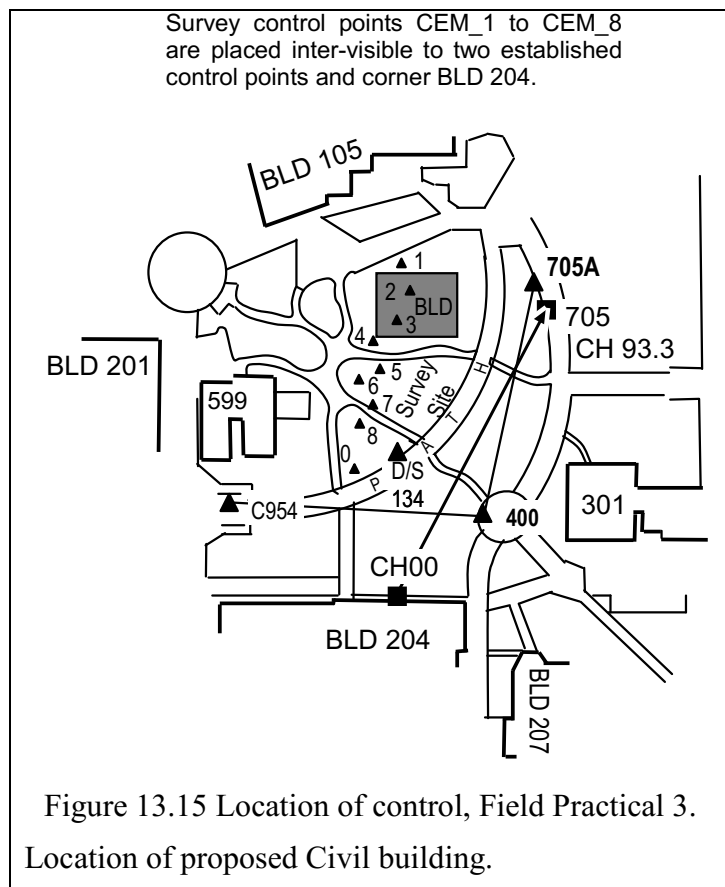 Survey control points CEM_1 to CEM_8
are placed inter-visible to two established
control points and corner BLD 204.
BLD 105
1
705A
2
BLD
3
705
4
CH 93.3
BLD 201
5
6
Survey
Site
H
599
7
T
8
A
0
D/S
P
134
301
C954
400
CH00
BLD 204
BLD 207
Figure 13.15 Location of control, Field Practical 3.
Location of proposed Civil building.